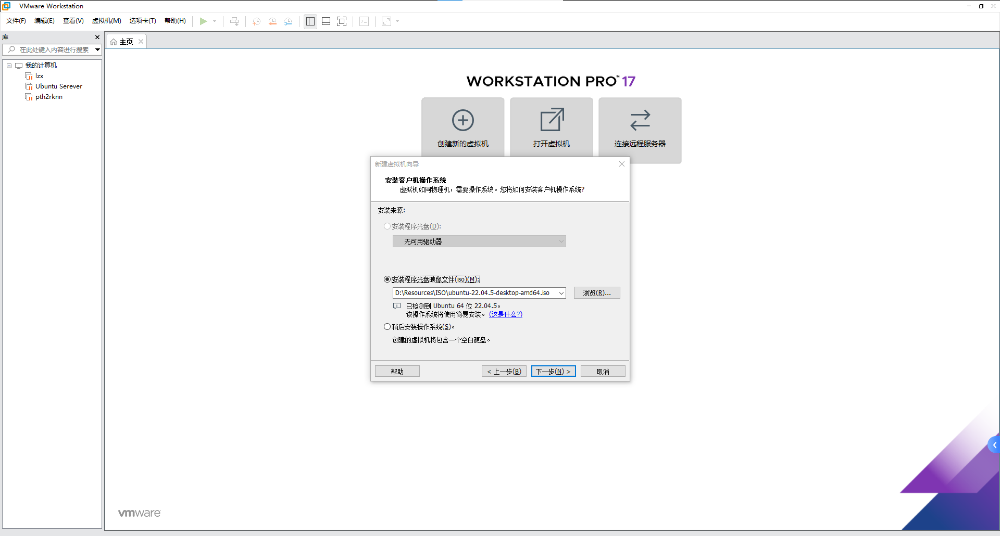 VMware Workstation
文件(F) 编辑(E) 查看(V) 虚拟机(M) 选项卡(T) 帮助(H)
库
在此处键入内容进行搜索
我的计算机
lzx
Ubuntu Serever
pth2rknn
主页
WORKSTATION PRO™ 17
创建新的虚拟机
打开虚拟机
连接远程服务器
新建虚拟机向导
安装客户机操作系统
虚拟机如同物理机，需要操作系统。您将如何安装客户机操作系统?
安装来源:
安装程序光盘(D):
无可用驱动器
安装程序光盘映像文件(iso)(M):
D:\Resources\ISO\ubuntu-22.04.5-desktop-amd64.iso
浏览(R)...
已检测到 Ubuntu 64 位 22.04.5。
该操作系统将使用简易安装。 (这是什么?)
稍后安装操作系统(S)。
创建的虚拟机将包含一个空白硬盘。
帮助
< 上一步(B)
下一步(N) >
取消
vmware